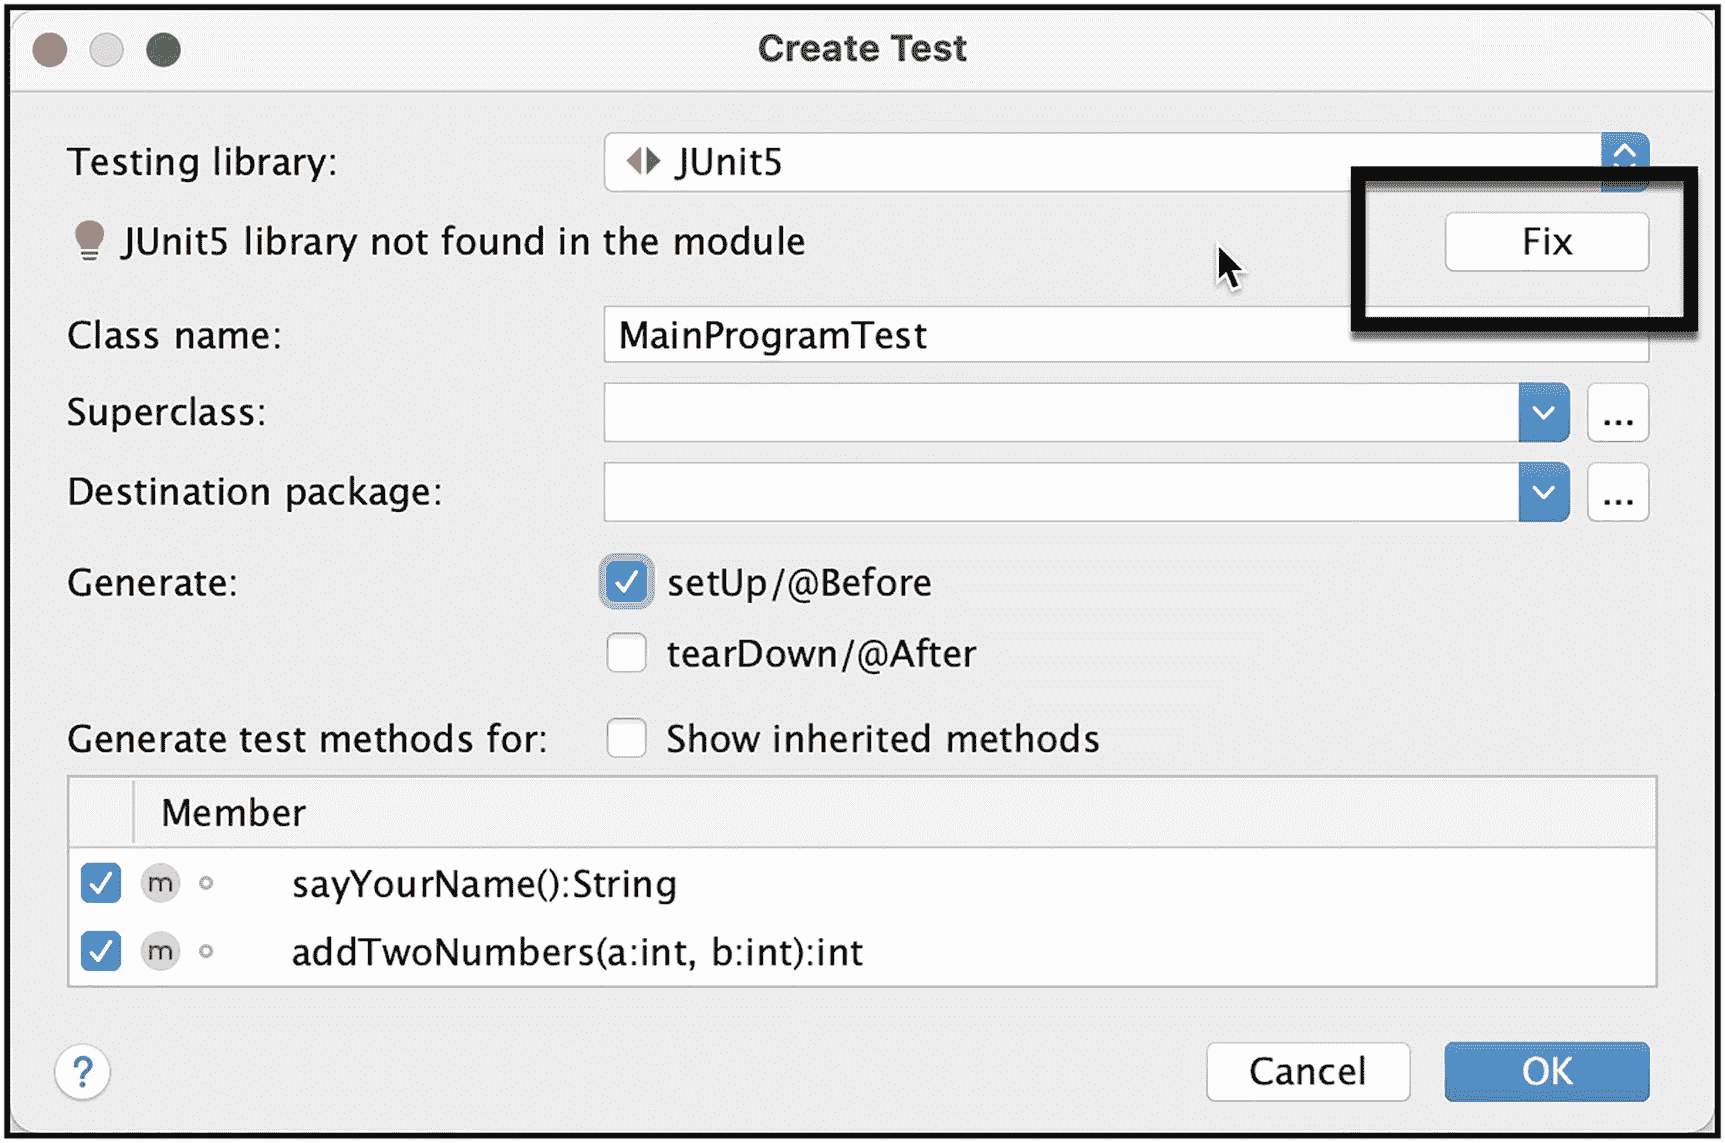 Create Test
Testing library: JUnit5
JUnit5 library not found in the module Fix
Class name: MainProgramTest
Superclass: ...
Destination package: ...
Generate: setUp/@Before
tearDown/@After
Generate test methods for: Show inherited methods
Member
m sayYourName():String
m addTwoNumbers(a:int, b:int):int
? Cancel OK